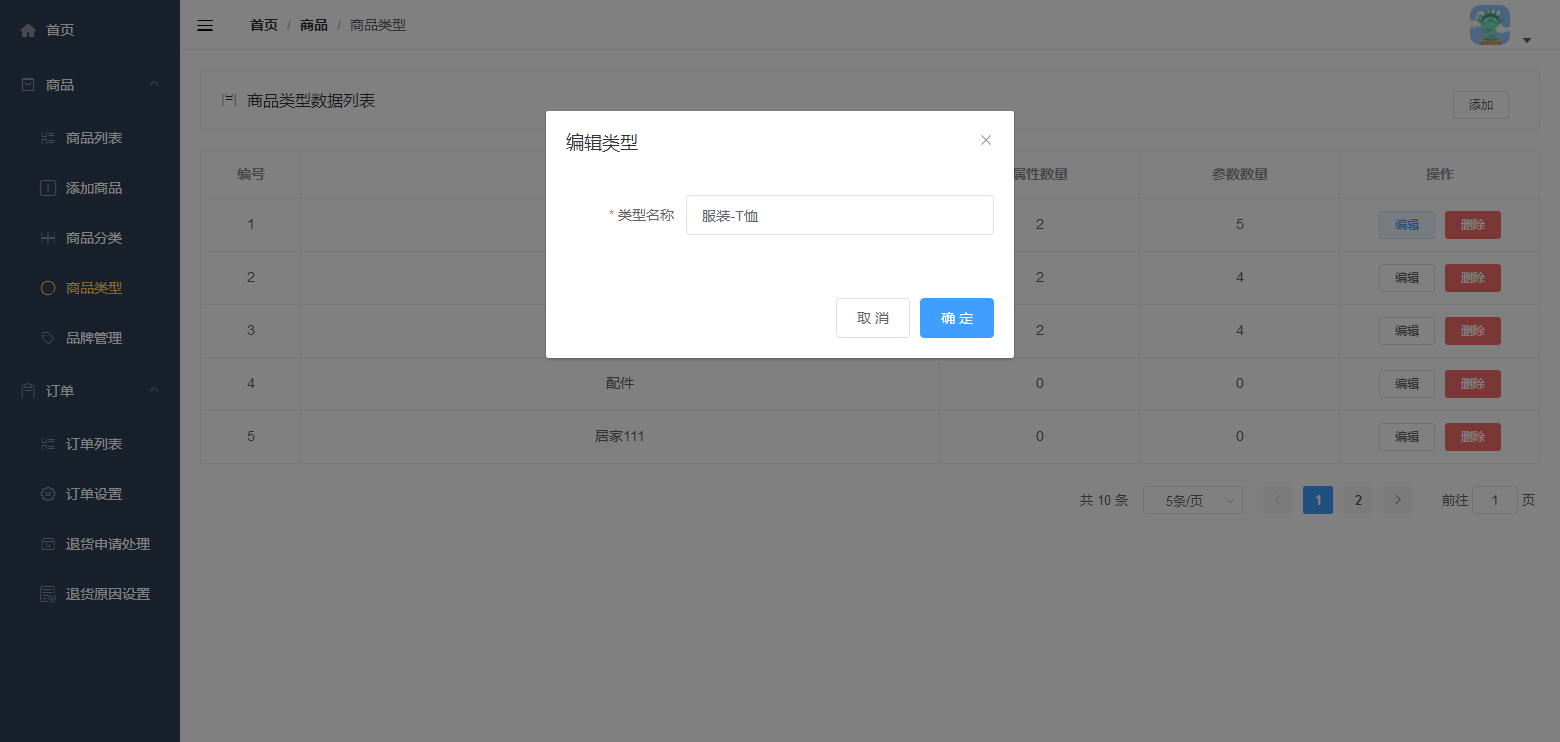 首页
商品
商品列表
添加商品
商品分类
商品类型
品牌管理
订单
订单列表
订单设置
退货申请处理
退货原因设置
首页 / 商品 / 商品类型
商品类型数据列表
添加
编号 属性数量 参数数量 操作
1 2 5 编辑 删除
2 2 4 编辑 删除
3 2 4 编辑 删除
4 配件 0 0 编辑 删除
5 居家111 0 0 编辑 删除
共 10 条 5条/页 1 2 前往 1 页
编辑类型
* 类型名称 服装-T恤
取 消 确 定